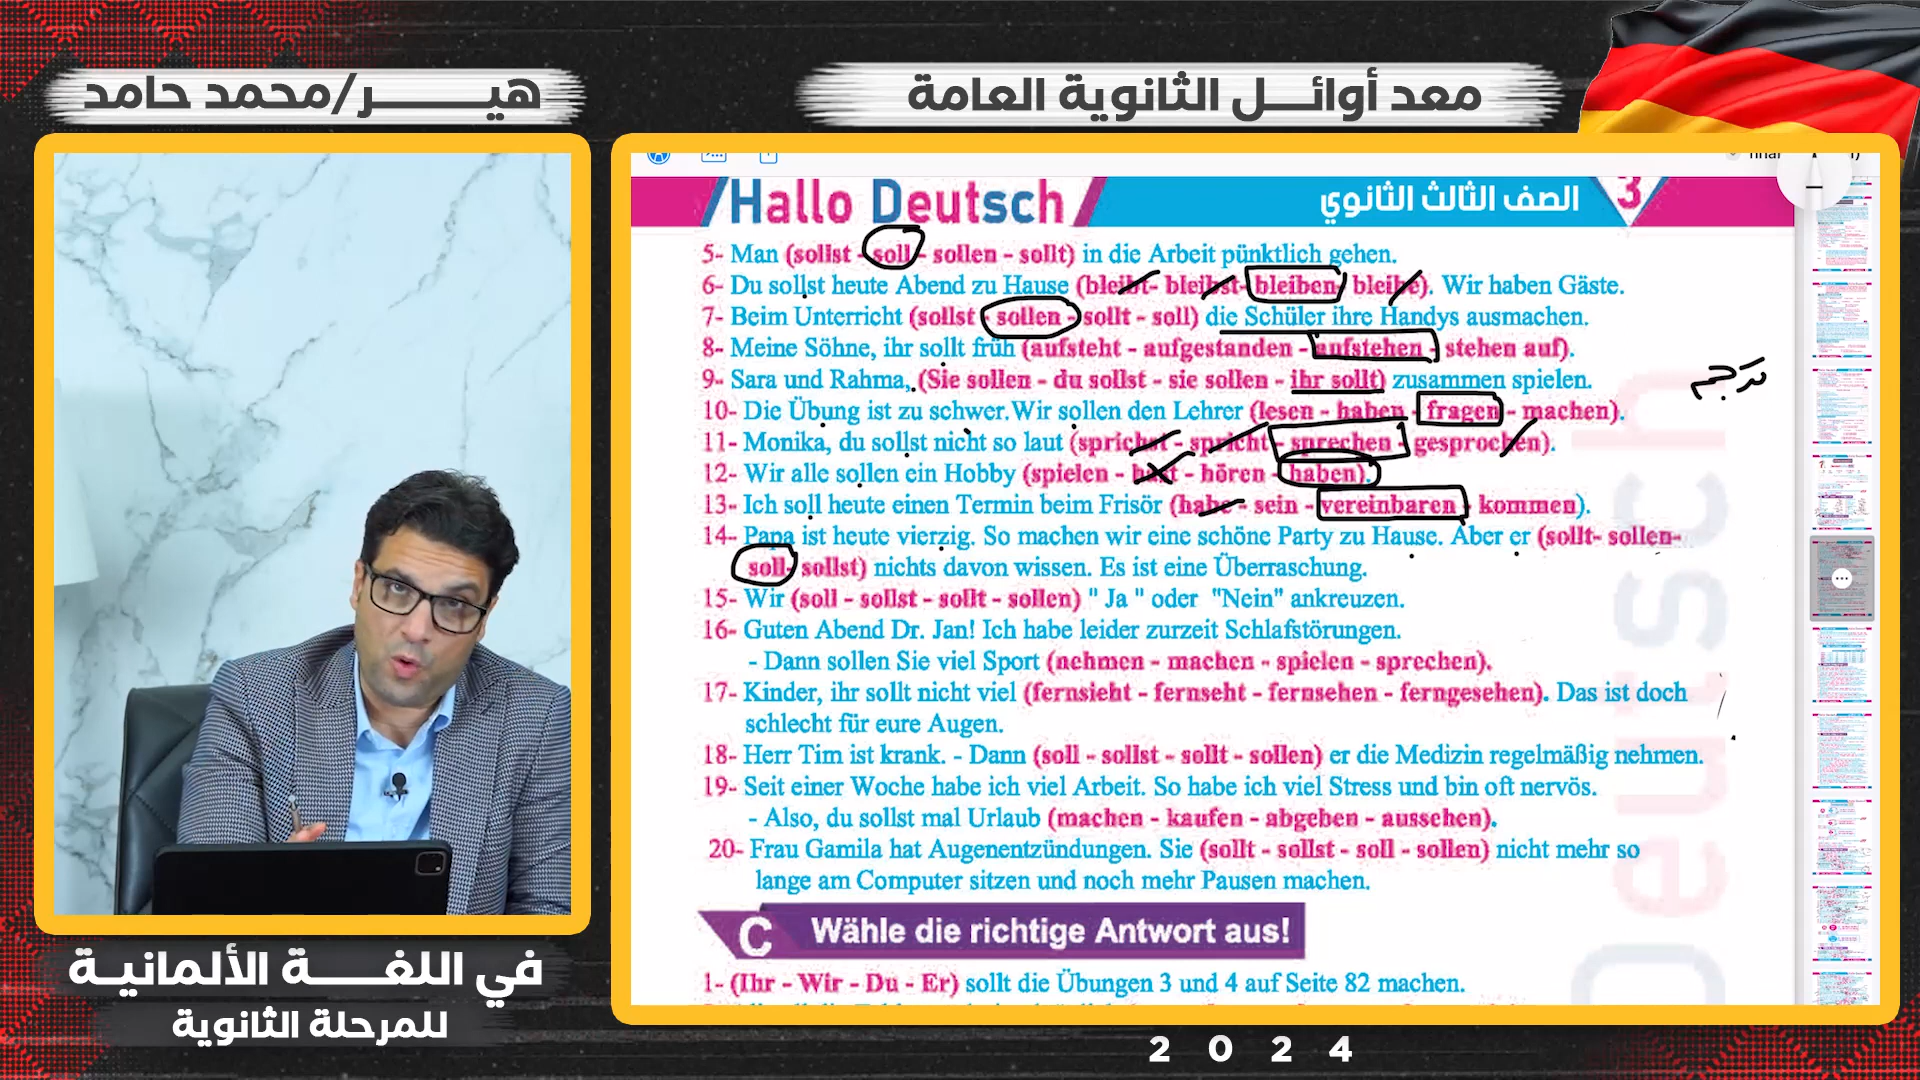 هيـــــر/محمد حامد
معد أوائـــل الثانوية العامة
Hallo Deutsch
الصف الثالث الثانوي
3
5- Man (sollst - soll - sollen - sollt) in die Arbeit pünktlich gehen.
6- Du sollst heute Abend zu Hause (bleibt- bleibst- bleiben- bleibe). Wir haben Gäste.
7- Beim Unterricht (sollst - sollen - sollt - soll) die Schüler ihre Handys ausmachen.
8- Meine Söhne, ihr sollt früh (aufsteht - aufgestanden - aufstehen - stehen auf).
9- Sara und Rahma, (Sie sollen - du sollst - sie sollen - ihr sollt) zusammen spielen.
10- Die Übung ist zu schwer.Wir sollen den Lehrer (lesen - haben - fragen - machen).
11- Monika, du sollst nicht so laut (sprichst - spricht - sprechen - gesprochen).
12- Wir alle sollen ein Hobby (spielen - habt - hören - haben).
13- Ich soll heute einen Termin beim Frisör (habe - sein - vereinbaren - kommen).
14- Papa ist heute vierzig. So machen wir eine schöne Party zu Hause. Aber er (sollt- sollen-
soll- sollst) nichts davon wissen. Es ist eine Überraschung.
15- Wir (soll - sollst - sollt - sollen) " Ja " oder "Nein" ankreuzen.
16- Guten Abend Dr. Jan! Ich habe leider zurzeit Schlafstörungen.
- Dann sollen Sie viel Sport (nehmen - machen - spielen - sprechen).
17- Kinder, ihr sollt nicht viel (fernsieht - fernseht - fernsehen - ferngesehen). Das ist doch
schlecht für eure Augen.
18- Herr Tim ist krank. - Dann (soll - sollst - sollt - sollen) er die Medizin regelmäßig nehmen.
19- Seit einer Woche habe ich viel Arbeit. So habe ich viel Stress und bin oft nervös.
- Also, du sollst mal Urlaub (machen - kaufen - abgeben - aussehen).
20- Frau Gamila hat Augenentzündungen. Sie (sollt - sollst - soll - sollen) nicht mehr so
lange am Computer sitzen und noch mehr Pausen machen.
C Wähle die richtige Antwort aus!
1- (Ihr - Wir - Du - Er) sollt die Übungen 3 und 4 auf Seite 82 machen.
Deutsch
في اللغـــــة الألمانيـة
للمرحلة الثانوية
2024